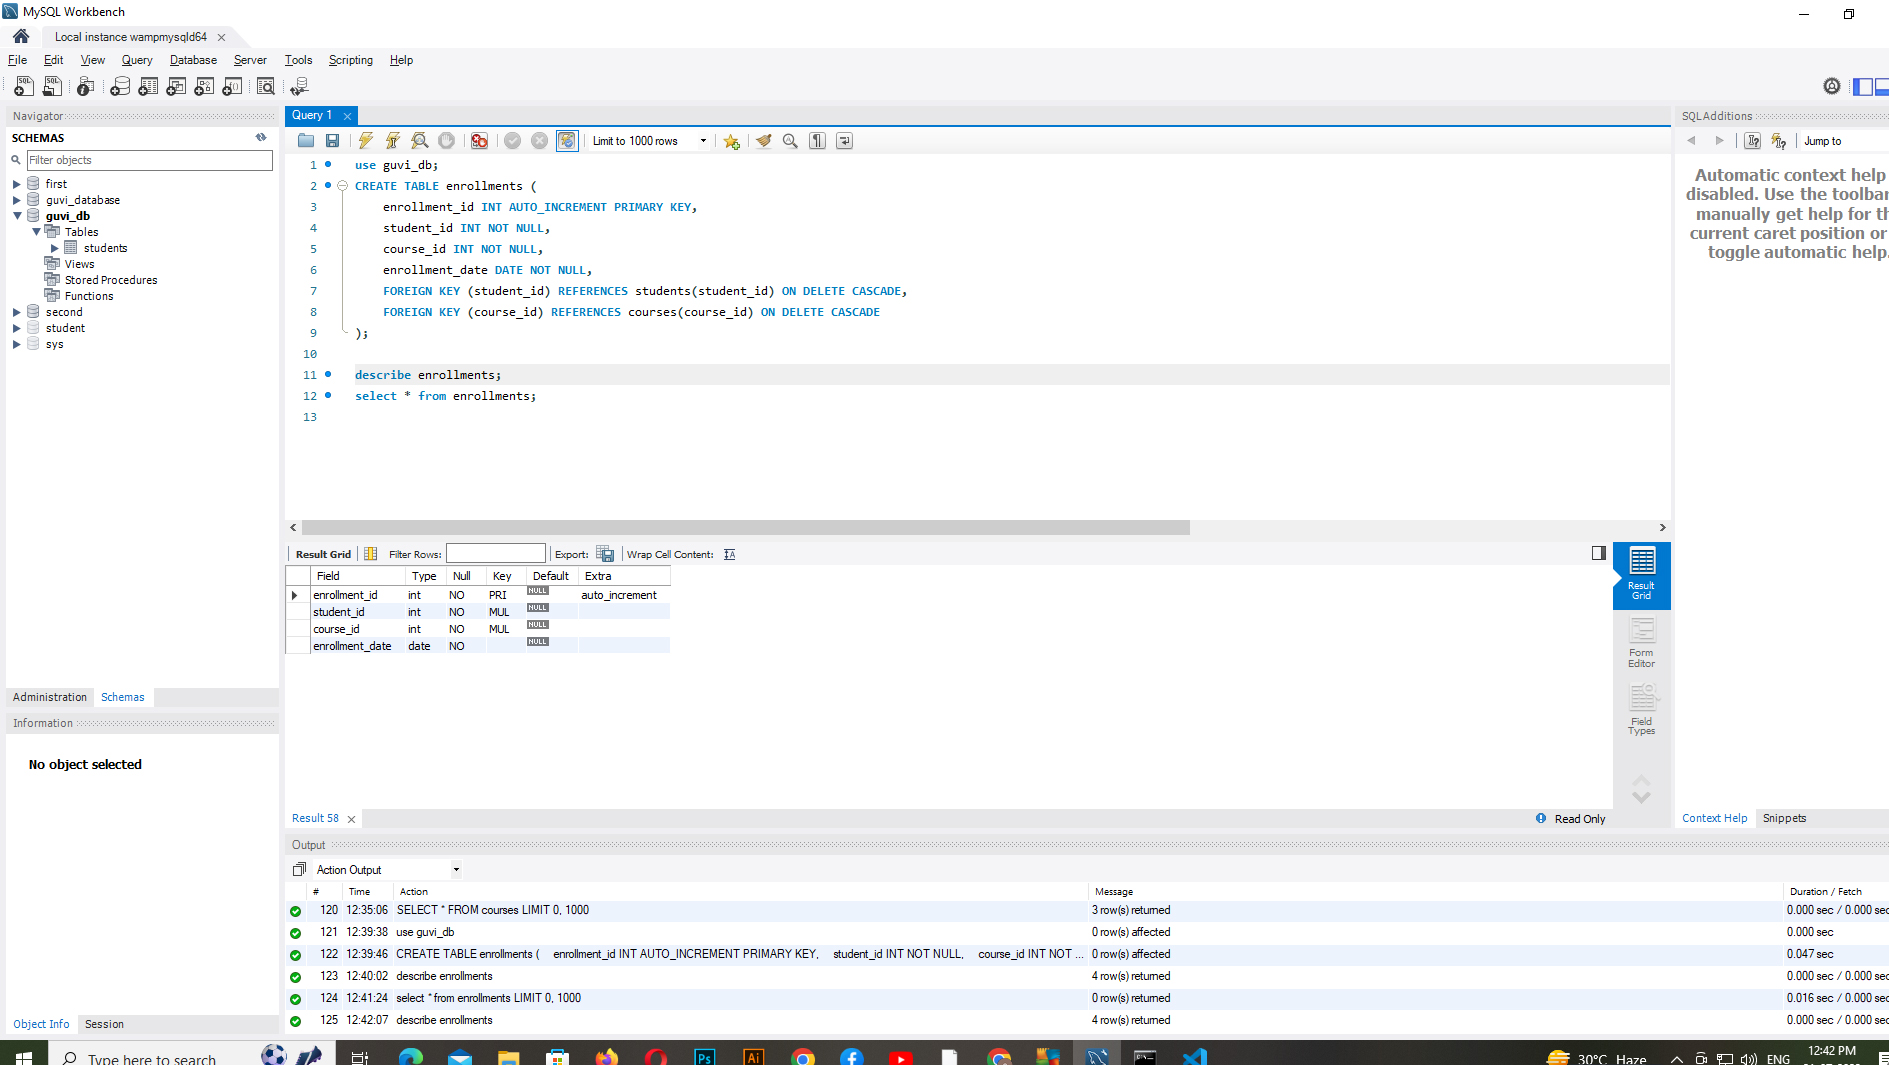 MySQL Workbench
Local instance wampmysqld64
File Edit View Query Database Server Tools Scripting Help
Navigator
SCHEMAS
Filter objects
first
guvi_database
guvi_db
Tables
students
Views
Stored Procedures
Functions
second
student
sys
Administration Schemas
Information
No object selected
Object Info Session
Query 1
Limit to 1000 rows
1 use guvi_db;
2 CREATE TABLE enrollments (
3 enrollment_id INT AUTO_INCREMENT PRIMARY KEY,
4 student_id INT NOT NULL,
5 course_id INT NOT NULL,
6 enrollment_date DATE NOT NULL,
7 FOREIGN KEY (student_id) REFERENCES students(student_id) ON DELETE CASCADE,
8 FOREIGN KEY (course_id) REFERENCES courses(course_id) ON DELETE CASCADE
9 );
10
11 describe enrollments;
12 select * from enrollments;
13
Result Grid Filter Rows: Export: Wrap Cell Content:
Field Type Null Key Default Extra
enrollment_id int NO PRI NULL auto_increment
student_id int NO MUL NULL
course_id int NO MUL NULL
enrollment_date date NO NULL
Result Grid
Form Editor
Field Types
Result 58 Read Only
SQLAdditions
Jump to
Automatic context help
disabled. Use the toolbar
manually get help for th
current caret position or
toggle automatic help.
Context Help Snippets
Output
Action Output
# Time Action Message Duration / Fetch
120 12:35:06 SELECT * FROM courses LIMIT 0, 1000 3 row(s) returned 0.000 sec / 0.000 sec
121 12:39:38 use guvi_db 0 row(s) affected 0.000 sec
122 12:39:46 CREATE TABLE enrollments ( enrollment_id INT AUTO_INCREMENT PRIMARY KEY, student_id INT NOT NULL, course_id INT NOT ... 0 row(s) affected 0.047 sec
123 12:40:02 describe enrollments 4 row(s) returned 0.000 sec / 0.000 sec
124 12:41:24 select * from enrollments LIMIT 0, 1000 0 row(s) returned 0.016 sec / 0.000 sec
125 12:42:07 describe enrollments 4 row(s) returned 0.000 sec / 0.000 sec
Type here to search
Ps Ai
30°C Haze ENG 12:42 PM